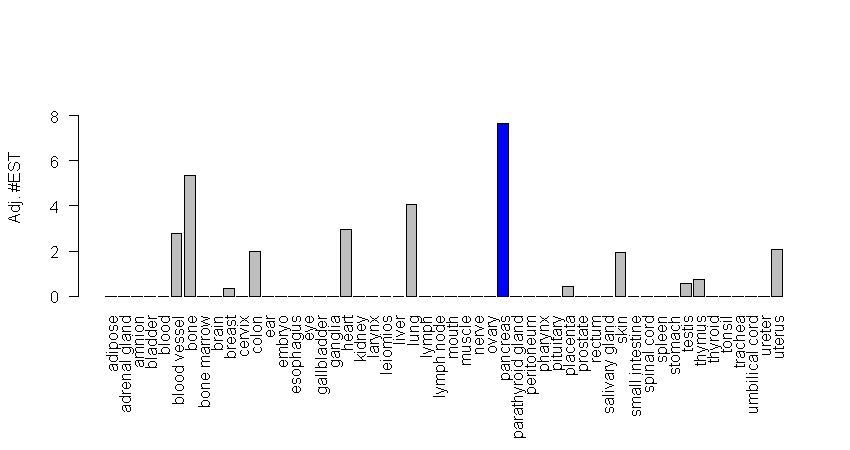 Adj. #EST
8
6
4
2
0
adipose
adrenal gland
amnion
bladder
blood
blood vessel
bone
bone marrow
brain
breast
cervix
colon
ear
embryo
esophagus
eye
gallbladder
ganglia
heart
kidney
larynx
leiomios
liver
lung
lymph
lymph node
mouth
muscle
nerve
ovary
pancreas
parathyroid gland
peritoneum
pharynx
pituitary
placenta
prostate
rectum
salivary gland
skin
small intestine
spinal cord
spleen
stomach
testis
thymus
thyroid
tonsil
trachea
umbilical cord
ureter
uterus